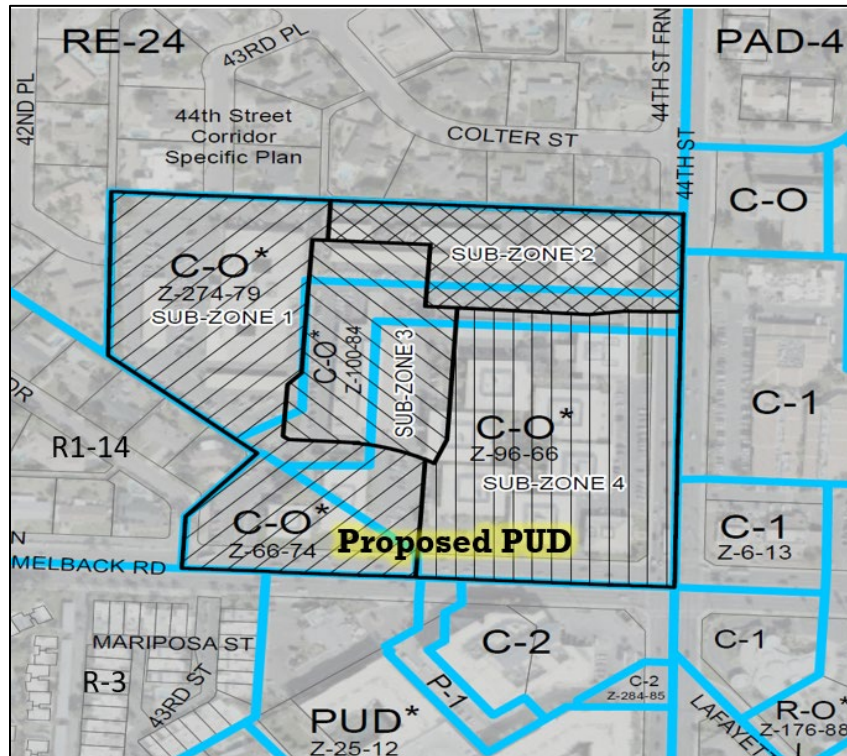 RE-24
43RD PL
44TH ST FRN
PAD-4
42ND PL
44th Street
Corridor
Specific Plan
COLTER ST
44TH ST
C-O
C-O*
Z-274-79
SUB-ZONE 1
SUB-ZONE 2
C-O*
Z-100-84
SUB-ZONE 3
C-O*
Z-96-66
SUB-ZONE 4
C-1
DR
R1-14
C-O*
Z-66-74
Proposed PUD
C-1
Z-6-13
N
MELBACK RD
MARIPOSA ST
R-3
43RD ST
C-2
C-1
P-1
C-2
Z-284-85
PUD*
Z-25-12
LAFAYET
R-O*
Z-176-88